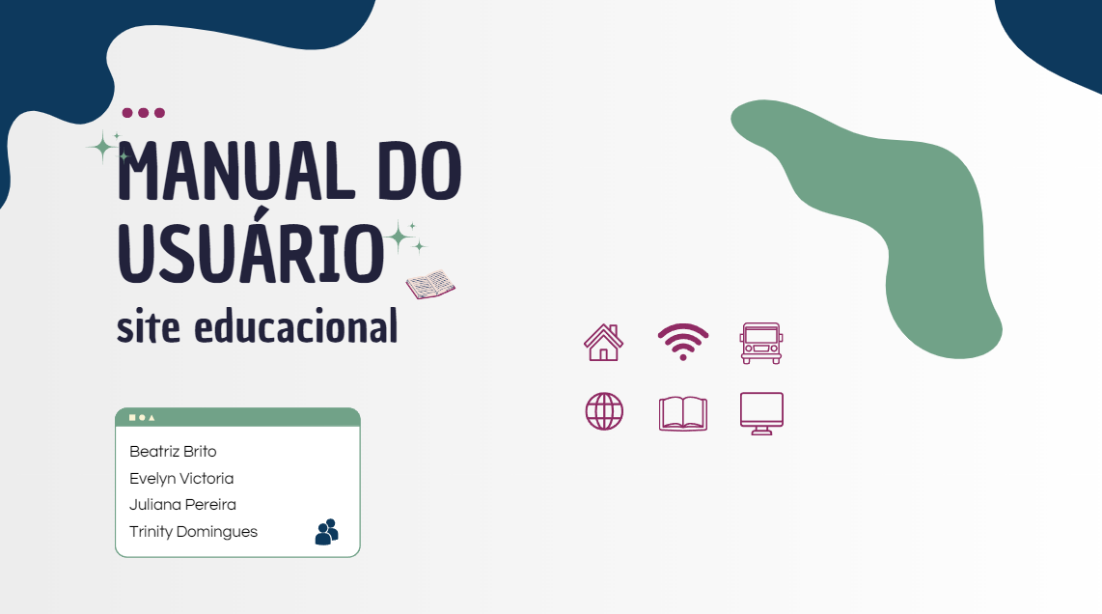 MANUAL DO
USUÁRIO
site educacional
Beatriz Brito
Evelyn Victoria
Juliana Pereira
Trinity Domingues